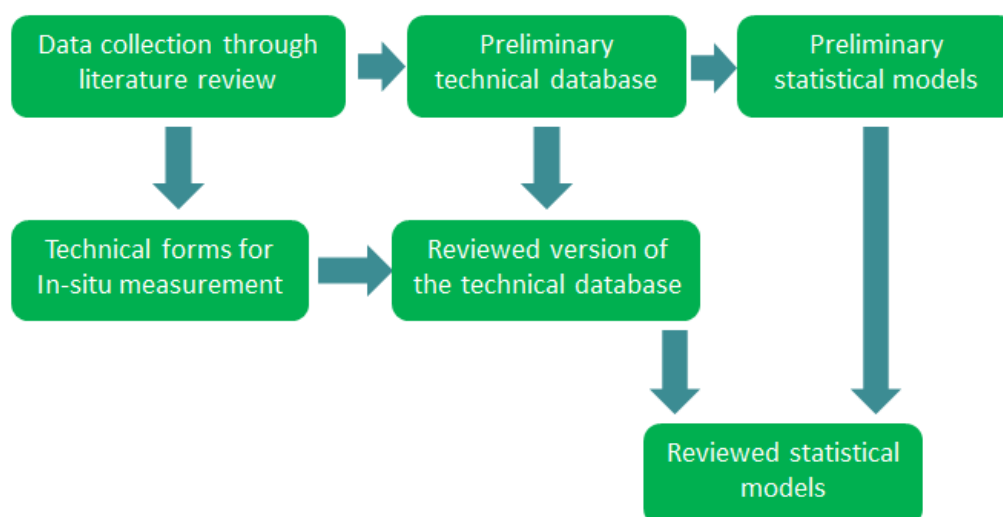 Data collection through
literature review
Preliminary
technical database
Preliminary
statistical models
Technical forms for
In-situ measurement
Reviewed version of
the technical database
Reviewed statistical
models